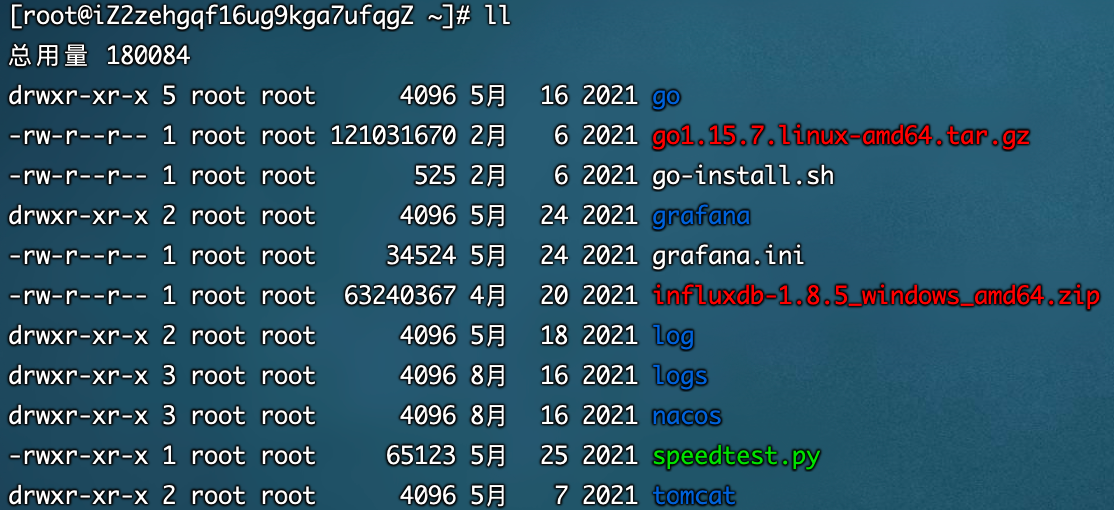 [root@iZ2zehgqf16ug9kga7ufqgZ ~]# ll
总用量 180084
drwxr-xr-x 5 root root      4096 5月  16 2021 go
-rw-r--r-- 1 root root 121031670 2月   6 2021 go1.15.7.linux-amd64.tar.gz
-rw-r--r-- 1 root root       525 2月   6 2021 go-install.sh
drwxr-xr-x 2 root root      4096 5月  24 2021 grafana
-rw-r--r-- 1 root root     34524 5月  24 2021 grafana.ini
-rw-r--r-- 1 root root  63240367 4月  20 2021 influxdb-1.8.5_windows_amd64.zip
drwxr-xr-x 2 root root      4096 5月  18 2021 log
drwxr-xr-x 3 root root      4096 8月  16 2021 logs
drwxr-xr-x 3 root root      4096 8月  16 2021 nacos
-rwxr-xr-x 1 root root     65123 5月  25 2021 speedtest.py
drwxr-xr-x 2 root root      4096 5月   7 2021 tomcat